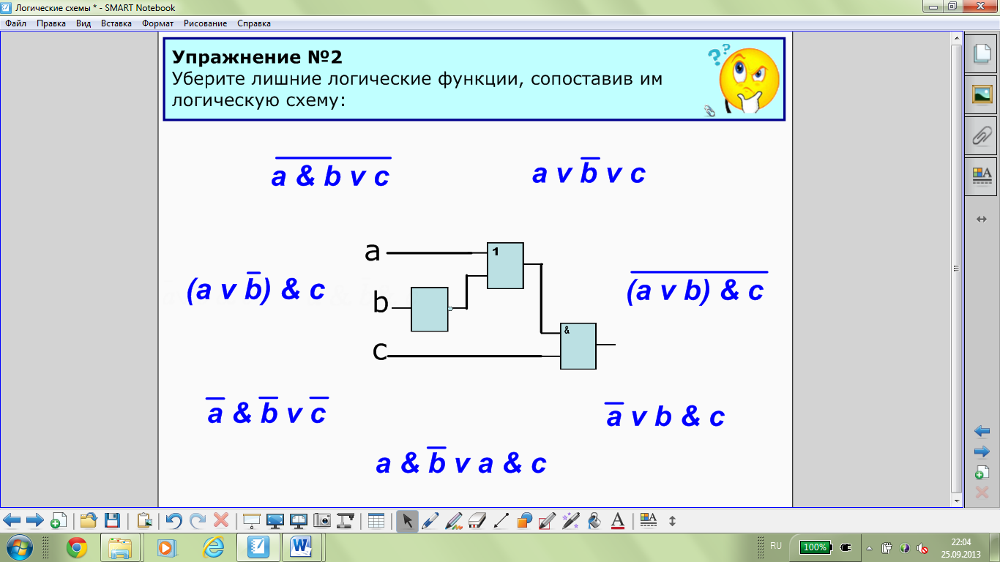 Логические схемы * - SMART Notebook
Файл Правка Вид Вставка Формат Рисование Справка
Упражнение №2
Уберите лишние логические функции, сопоставив им
логическую схему:
? ?
a̅ ̅&̅ ̅b̅ ̅v̅ ̅c̅
a v b̅ v c
a
1
(a v b̅) & c
b
(̅a̅ ̅v̅ ̅b̅)̅ ̅&̅ ̅c̅
&
c
a̅ & b̅ v c̅
a̅ v b & c
a & b̅ v a & c
A
A
W
RU
100%
22:04
25.09.2013